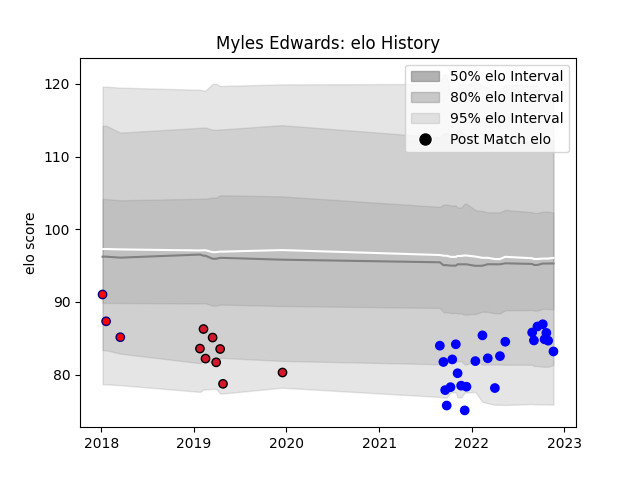 Myles Edwards: elo History
50% elo Interval
80% elo Interval
95% elo Interval
Post Match elo
elo score
120
110
100
90
80
2018
2019
2020
2021
2022
2023